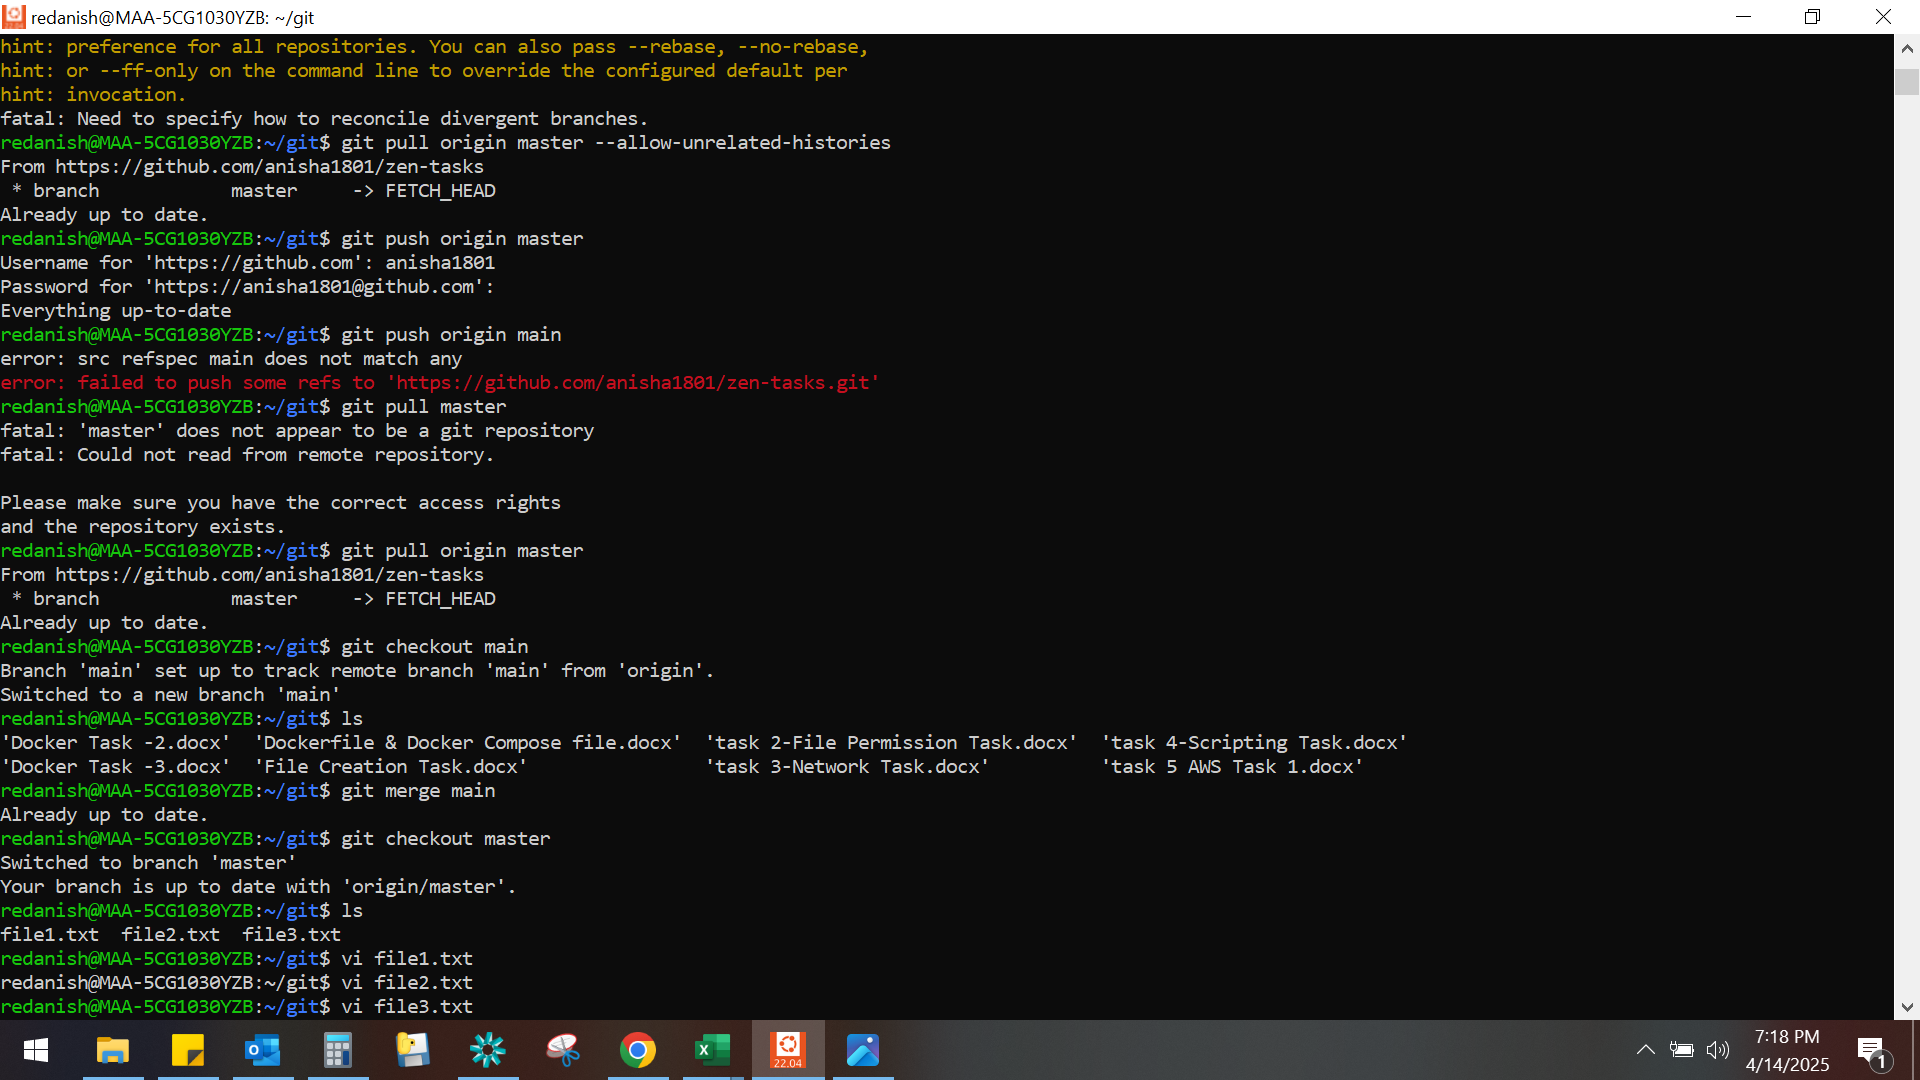 redanish@MAA-5CG1030YZB: ~/git
hint: preference for all repositories. You can also pass --rebase, --no-rebase,
hint: or --ff-only on the command line to override the configured default per
hint: invocation.
fatal: Need to specify how to reconcile divergent branches.
redanish@MAA-5CG1030YZB:~/git$ git pull origin master --allow-unrelated-histories
From https://github.com/anisha1801/zen-tasks
 * branch            master     -> FETCH_HEAD
Already up to date.
redanish@MAA-5CG1030YZB:~/git$ git push origin master
Username for 'https://github.com': anisha1801
Password for 'https://anisha1801@github.com':
Everything up-to-date
redanish@MAA-5CG1030YZB:~/git$ git push origin main
error: src refspec main does not match any
error: failed to push some refs to 'https://github.com/anisha1801/zen-tasks.git'
redanish@MAA-5CG1030YZB:~/git$ git pull master
fatal: 'master' does not appear to be a git repository
fatal: Could not read from remote repository.

Please make sure you have the correct access rights
and the repository exists.
redanish@MAA-5CG1030YZB:~/git$ git pull origin master
From https://github.com/anisha1801/zen-tasks
 * branch            master     -> FETCH_HEAD
Already up to date.
redanish@MAA-5CG1030YZB:~/git$ git checkout main
Branch 'main' set up to track remote branch 'main' from 'origin'.
Switched to a new branch 'main'
redanish@MAA-5CG1030YZB:~/git$ ls
'Docker Task -2.docx'  'Dockerfile & Docker Compose file.docx'  'task 2-File Permission Task.docx'  'task 4-Scripting Task.docx'
'Docker Task -3.docx'  'File Creation Task.docx'                'task 3-Network Task.docx'          'task 5 AWS Task 1.docx'
redanish@MAA-5CG1030YZB:~/git$ git merge main
Already up to date.
redanish@MAA-5CG1030YZB:~/git$ git checkout master
Switched to branch 'master'
Your branch is up to date with 'origin/master'.
redanish@MAA-5CG1030YZB:~/git$ ls
file1.txt  file2.txt  file3.txt
redanish@MAA-5CG1030YZB:~/git$ vi file1.txt
redanish@MAA-5CG1030YZB:~/git$ vi file2.txt
redanish@MAA-5CG1030YZB:~/git$ vi file3.txt
22.04
7:18 PM
4/14/2025
1